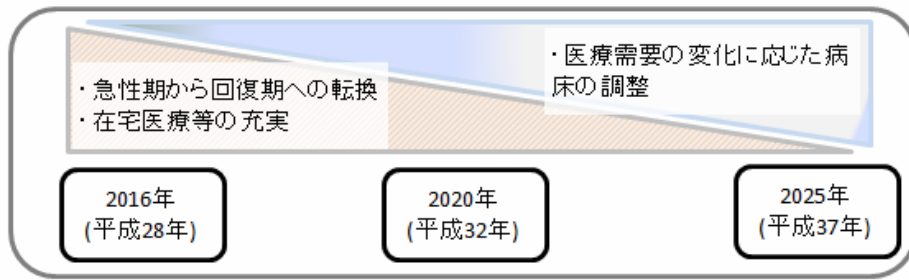 ・急性期から回復期への転換
・在宅医療等の充実
・医療需要の変化に応じた病
床の調整
2016年
(平成28年)
2020年
(平成32年)
2025年
(平成37年)